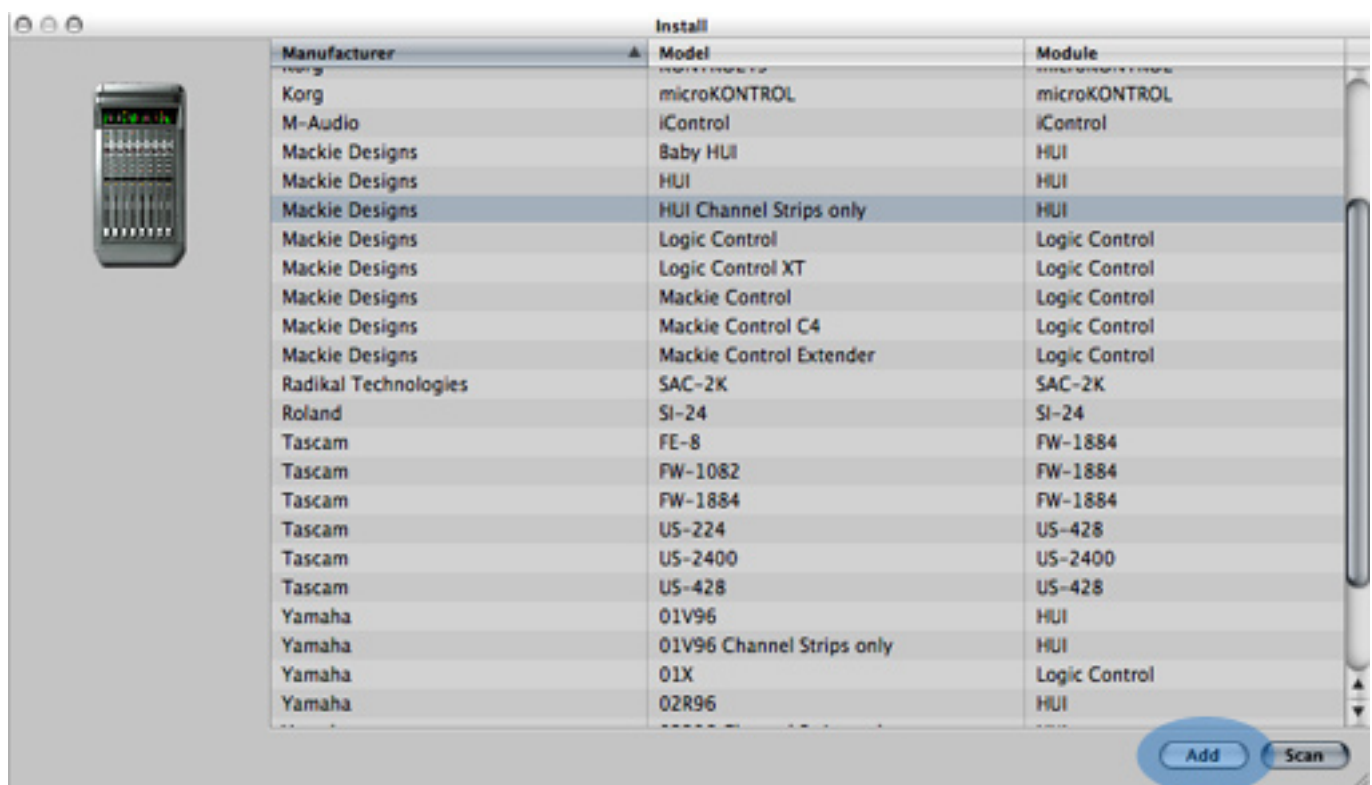 Install
Manufacturer Model Module
Korg microKONTROL microKONTROL
M-Audio iControl iControl
Mackie Designs Baby HUI HUI
Mackie Designs HUI HUI
Mackie Designs HUI Channel Strips only HUI
Mackie Designs Logic Control Logic Control
Mackie Designs Logic Control XT Logic Control
Mackie Designs Mackie Control Logic Control
Mackie Designs Mackie Control C4 Logic Control
Mackie Designs Mackie Control Extender Logic Control
Radikal Technologies SAC-2K SAC-2K
Roland SI-24 SI-24
Tascam FE-8 FW-1884
Tascam FW-1082 FW-1884
Tascam FW-1884 FW-1884
Tascam US-224 US-428
Tascam US-2400 US-2400
Tascam US-428 US-428
Yamaha 01V96 HUI
Yamaha 01V96 Channel Strips only HUI
Yamaha 01X Logic Control
Yamaha 02R96 HUI
Add Scan